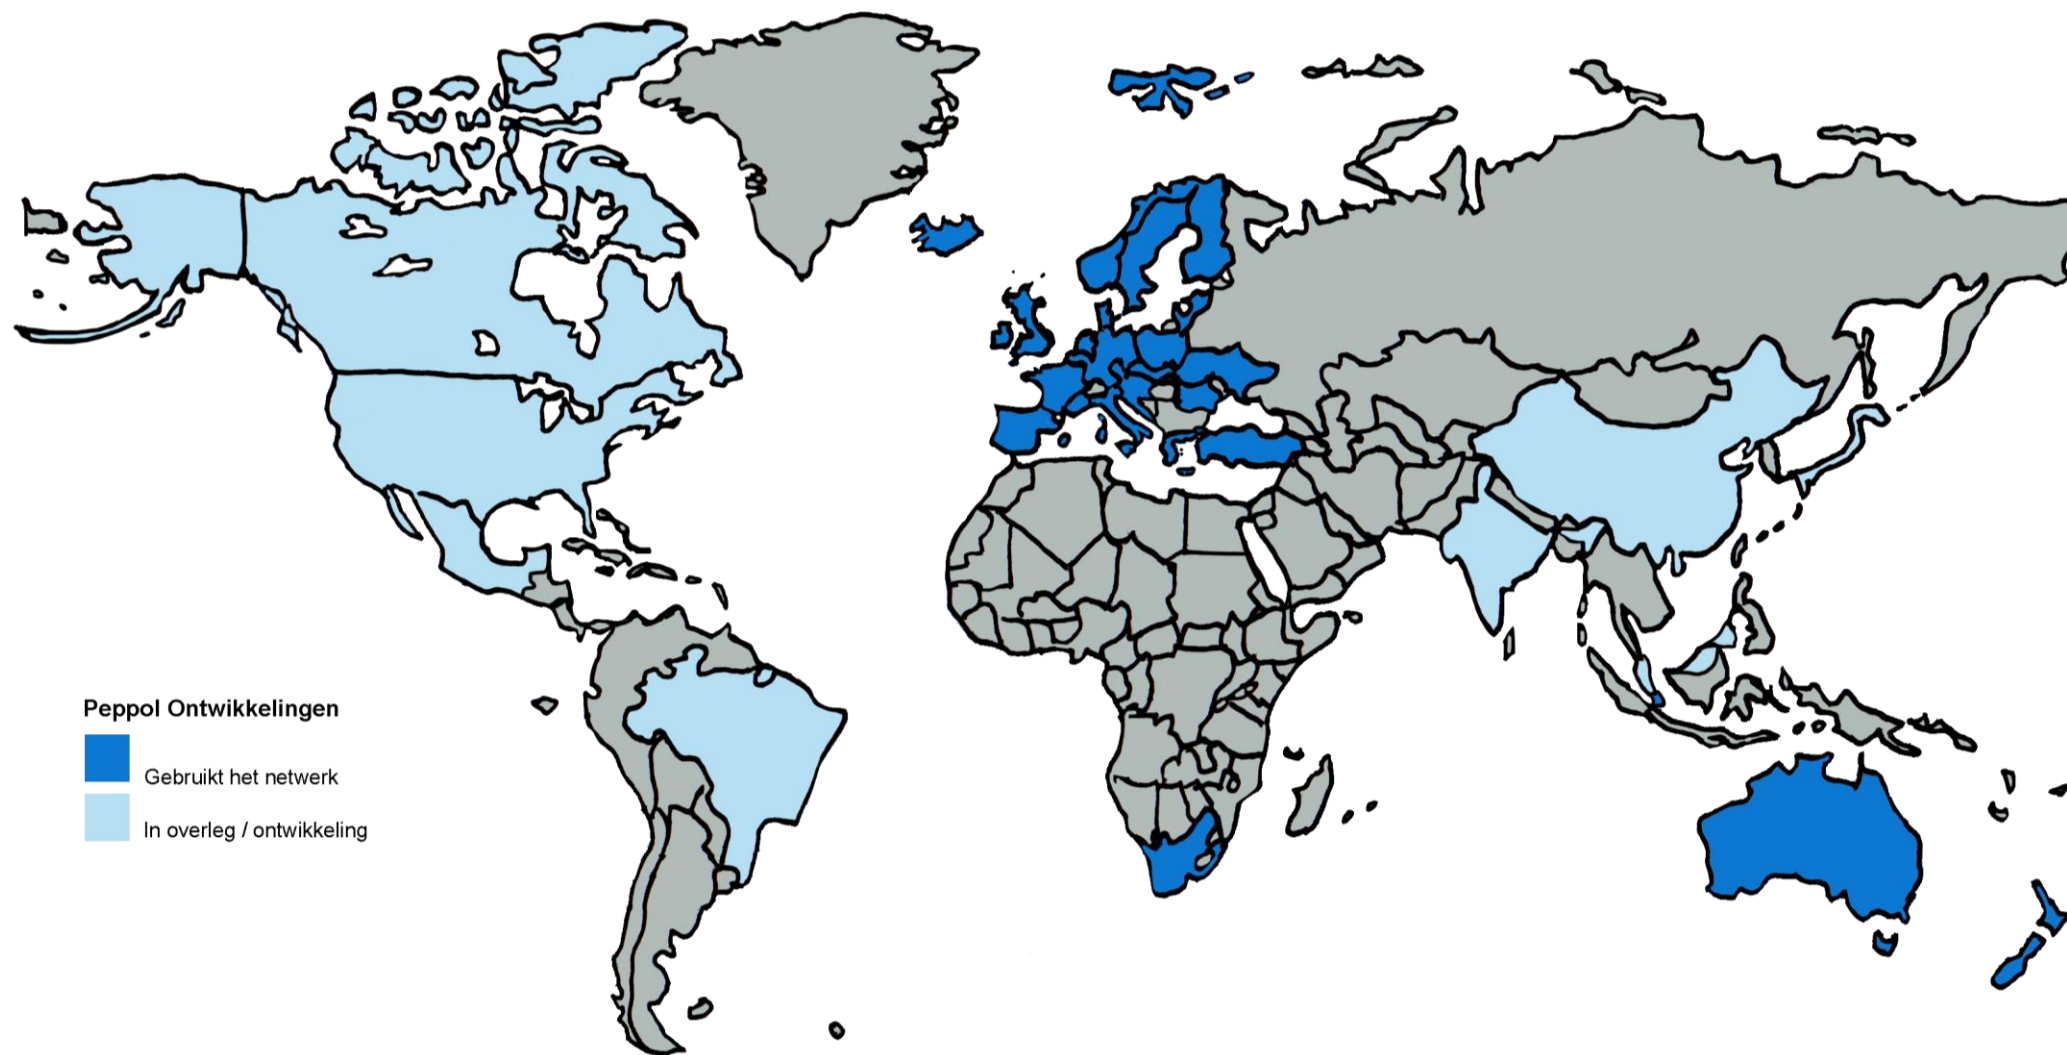 Peppol Ontwikkelingen
Gebruikt het netwerk
In overleg / ontwikkeling